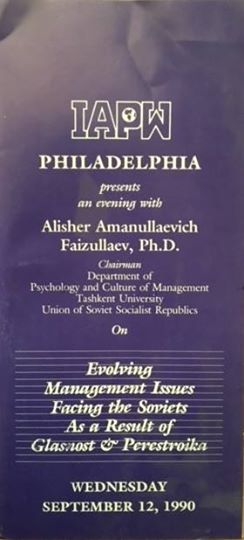 IAPW
PHILADELPHIA
presents
an evening with
Alisher Amanullaevich
Faizullaev, Ph.D.
Chairman
Department of
Psychology and Culture of Management
Tashkent University
Union of Soviet Socialist Republics
On
Evolving
Management Issues
Facing the Soviets
As a Result of
Glasnost & Perestroika
WEDNESDAY
SEPTEMBER 12, 1990